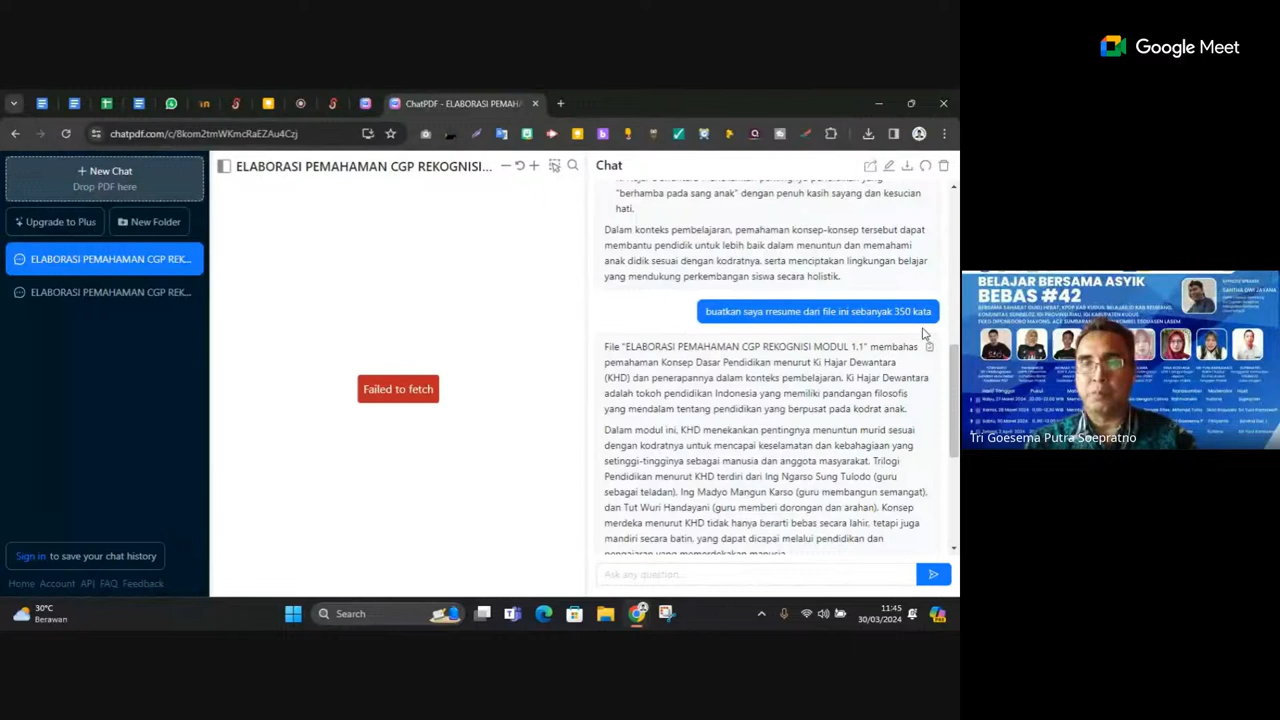 Google Meet
ChatPDF - ELABORASI PEMAHA
chatpdf.com/c/8kom2tmWKmcRaEZAu4Czj
+ New Chat
Drop PDF here
Upgrade to Plus
New Folder
ELABORASI PEMAHAMAN CGP REK...
ELABORASI PEMAHAMAN CGP REK...
Sign in to save your chat history
Home Account API FAQ Feedback
ELABORASI PEMAHAMAN CGP REKOGNISI...
Failed to fetch
Chat
"berhamba pada sang anak" dengan penuh kasih sayang dan kesucian
hati.
Dalam konteks pembelajaran, pemahaman konsep-konsep tersebut dapat
membantu pendidik untuk lebih baik dalam menuntun dan memahami
anak didik sesuai dengan kodratnya, serta menciptakan lingkungan belajar
yang mendukung perkembangan siswa secara holistik.
buatkan saya rresume dari file ini sebanyak 350 kata
File "ELABORASI PEMAHAMAN CGP REKOGNISI MODUL 1.1" membahas
pemahaman Konsep Dasar Pendidikan menurut Ki Hajar Dewantara
(KHD) dan penerapannya dalam konteks pembelajaran. Ki Hajar Dewantara
adalah tokoh pendidikan Indonesia yang memiliki pandangan filosofis
yang mendalam tentang pendidikan yang berpusat pada kodrat anak.
Dalam modul ini, KHD menekankan pentingnya menuntun murid sesuai
dengan kodratnya untuk mencapai keselamatan dan kebahagiaan yang
setinggi-tingginya sebagai manusia dan anggota masyarakat. Trilogi
Pendidikan menurut KHD terdiri dari Ing Ngarso Sung Tulodo (guru
sebagai teladan), Ing Madyo Mangun Karso (guru membangun semangat),
dan Tut Wuri Handayani (guru memberi dorongan dan arahan). Konsep
merdeka menurut KHD tidak hanya berarti bebas secara lahir, tetapi juga
mandiri secara batin, yang dapat dicapai melalui pendidikan dan
pengajaran yang memerdekakan manusia.
Ask any question...
BELAJAR BERSAMA ASYIK
BEBAS #42
Tri Goesema Putra Soepratno
30°C
Berawan
Search
11:45
30/03/2024